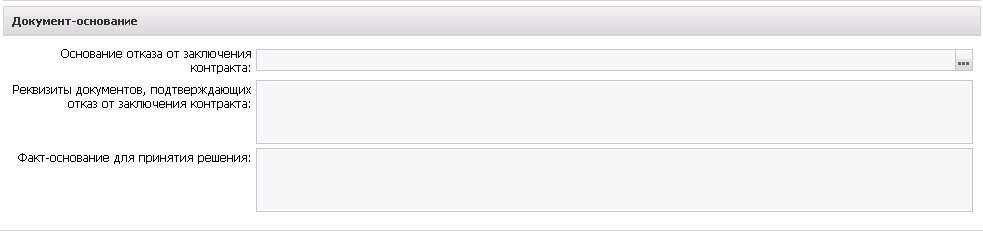 Документ-основание
Основание отказа от заключения
контракта:
...
Реквизиты документов, подтверждающих
отказ от заключения контракта:
Факт-основание для принятия решения: